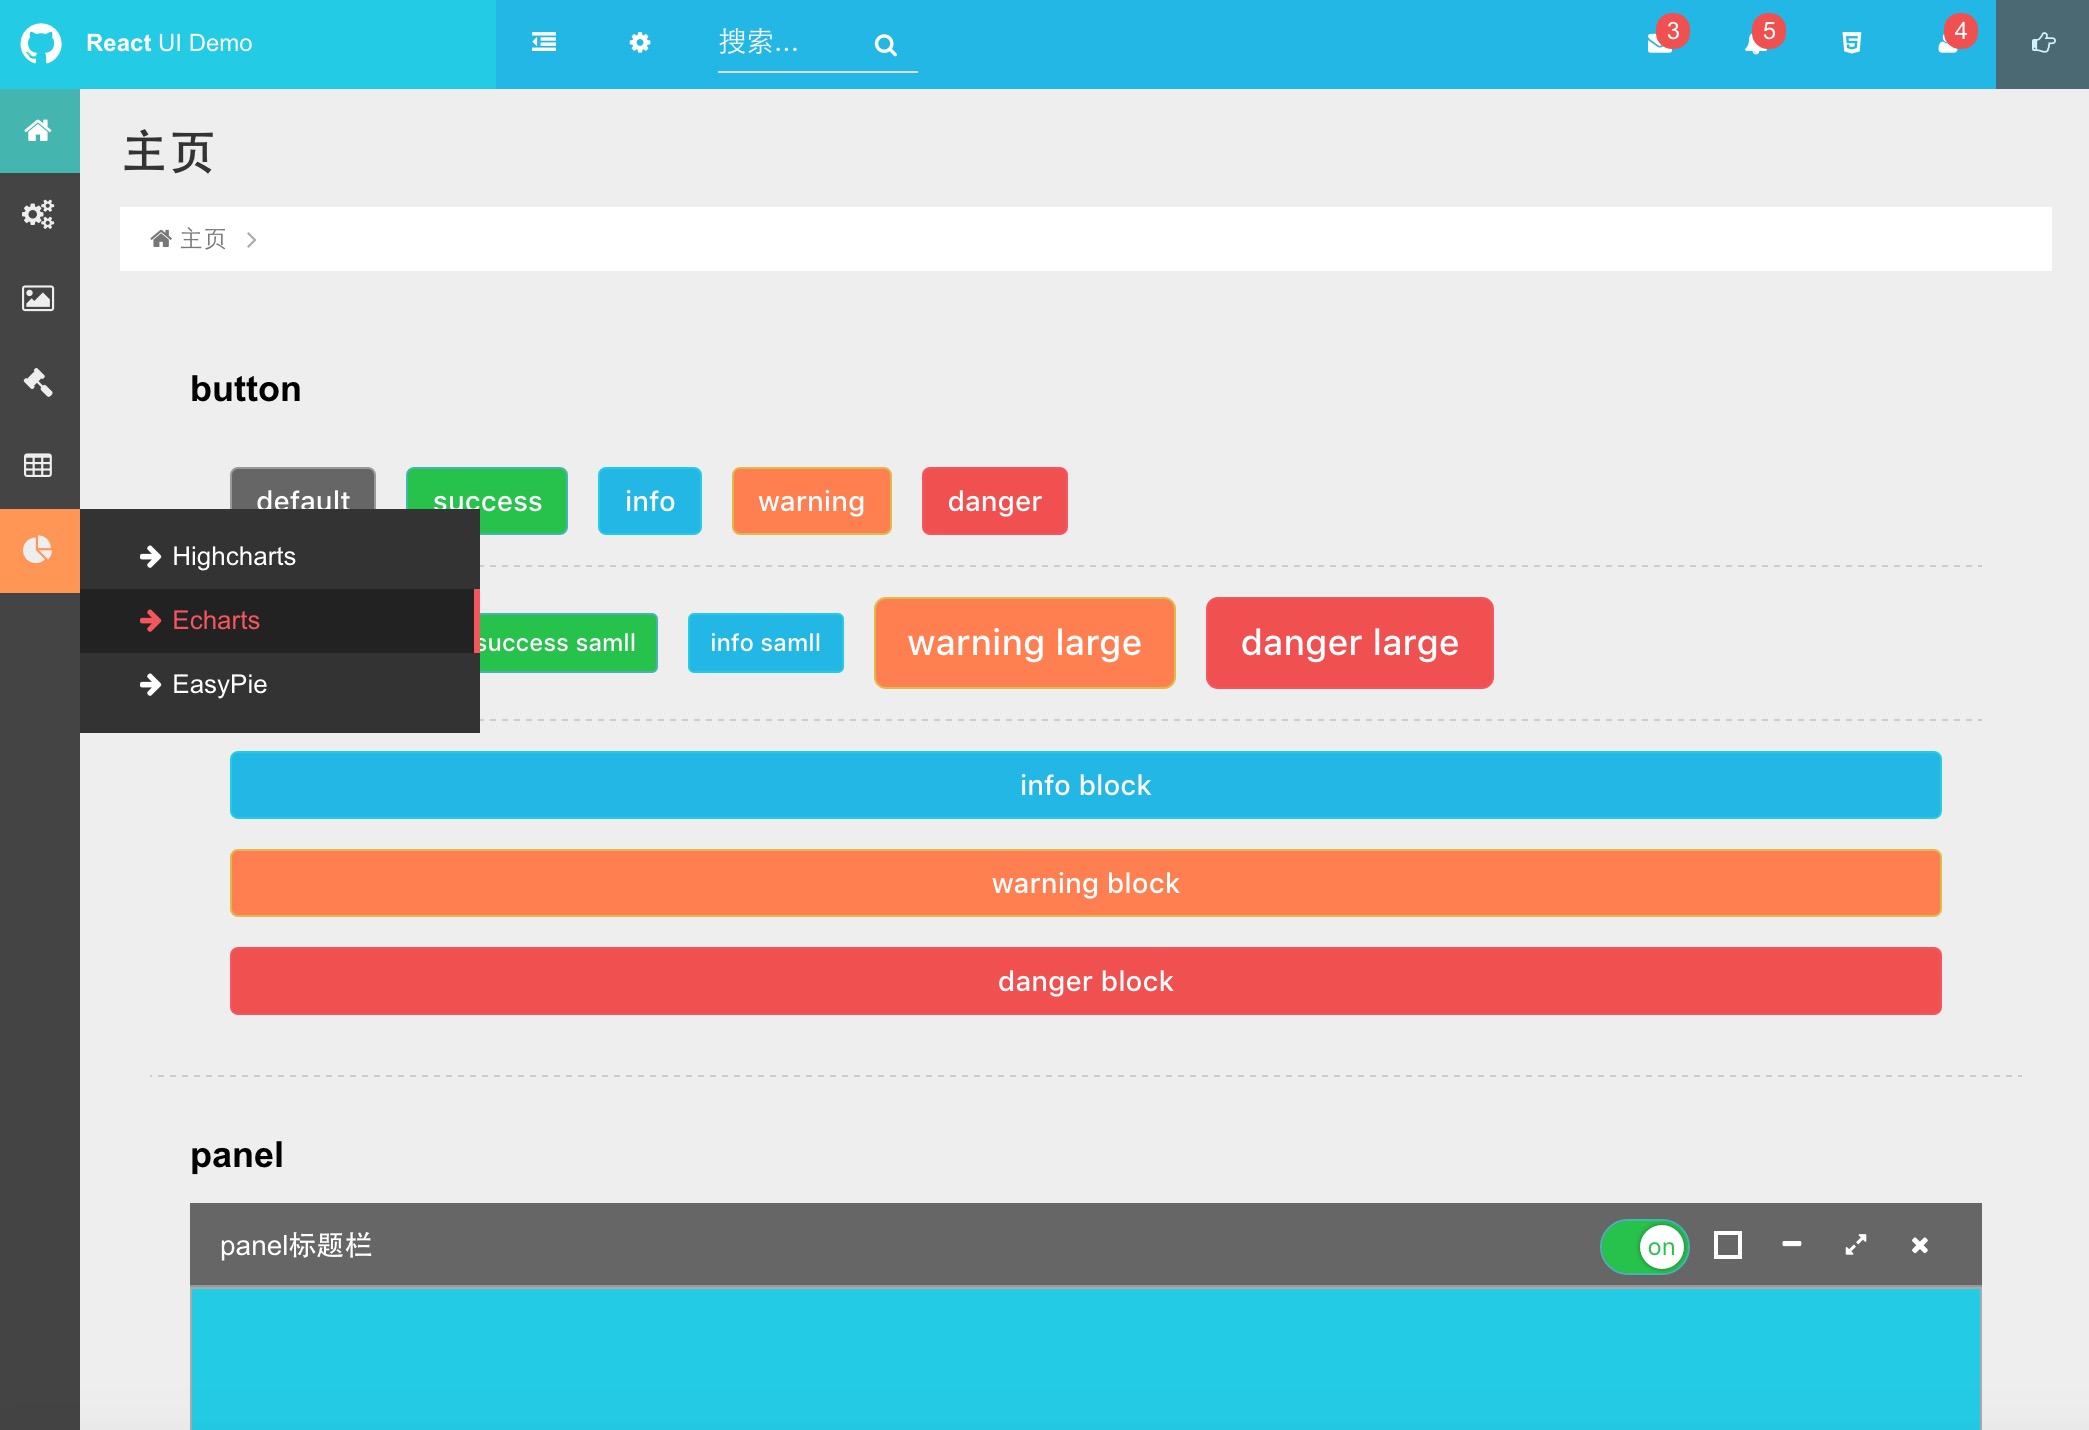 React UI Demo
搜索...
3
5
4
主页
主页
button
default
success
info
warning
danger
Highcharts
Echarts
EasyPie
success samll
info samll
warning large
danger large
info block
warning block
danger block
panel
panel标题栏
on